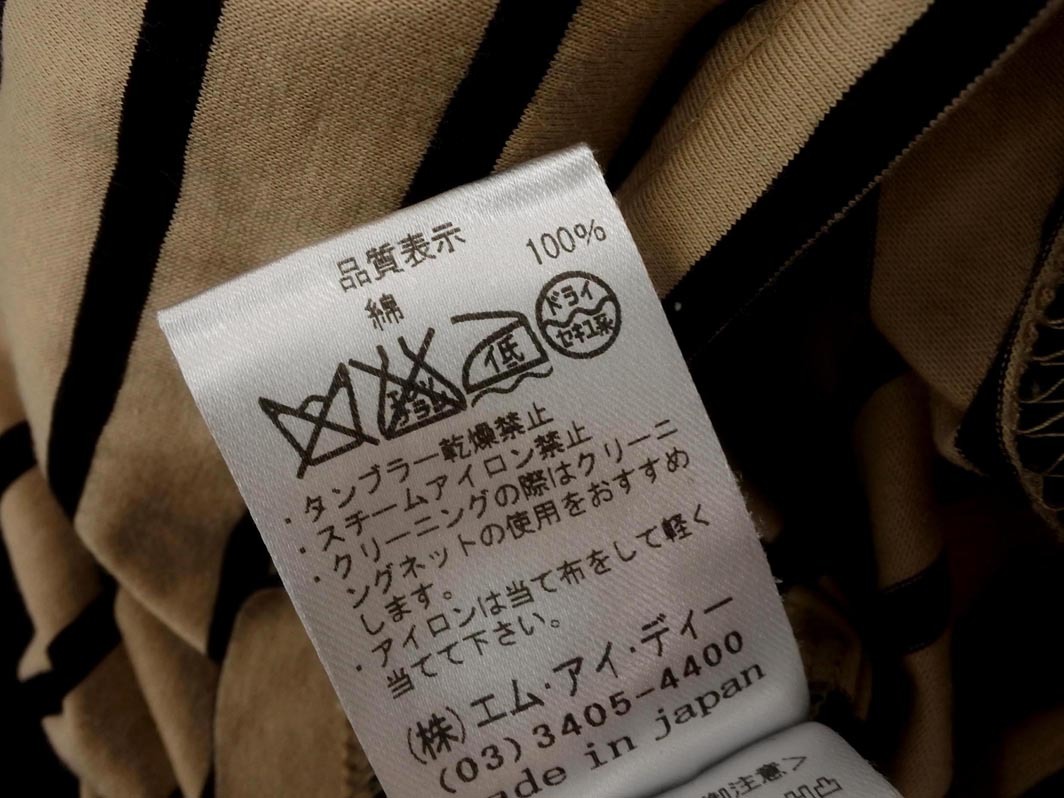 品質表示
綿 100%
低
ドライ
セキユ系
・タンブラー乾燥禁止
・スチームアイロン禁止
・クリーニングの際はクリーニ
ングネットの使用をおすすめ
します。
・アイロンは当て布をして軽く
当てて下さい。
(株)エム・アイ・ディー
(03)3405-4400
in japan
注意>